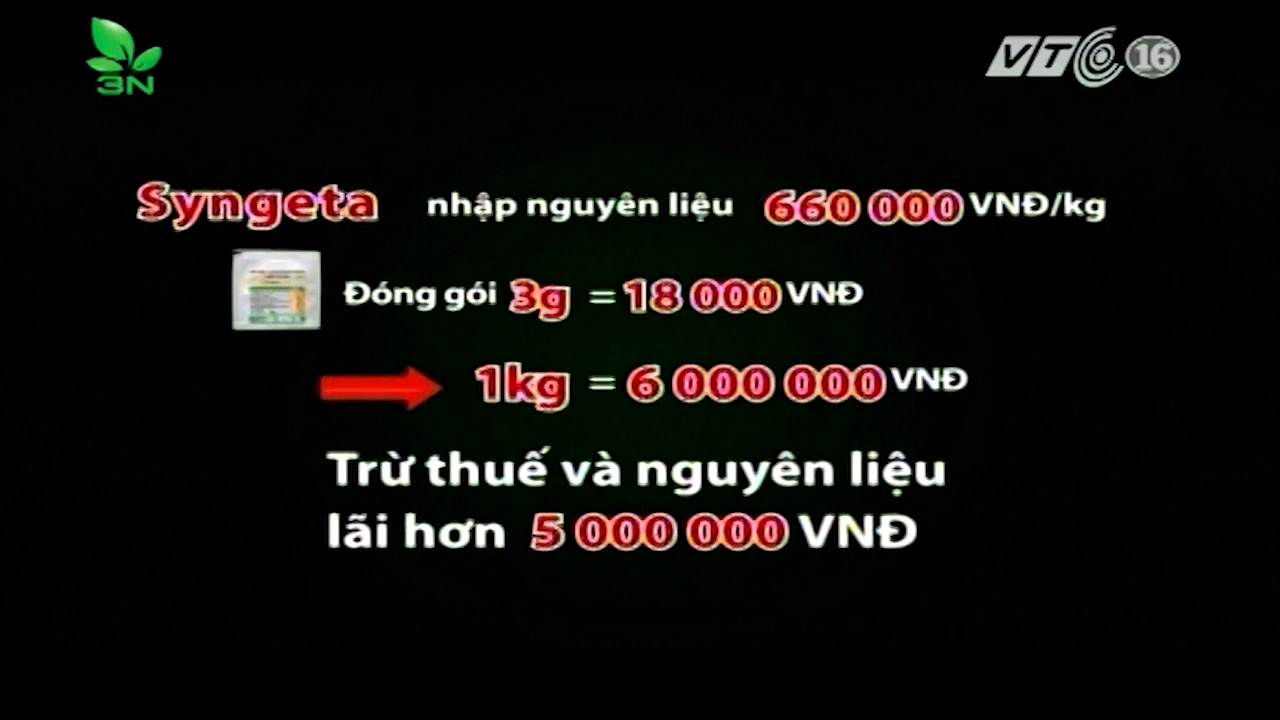 3N
VTC 16
Syngeta nhập nguyên liệu 660 000 VNĐ/kg
Đóng gói 3g = 18 000 VNĐ
1kg = 6 000 000 VNĐ
Trừ thuế và nguyên liệu
lãi hơn 5 000 000 VNĐ